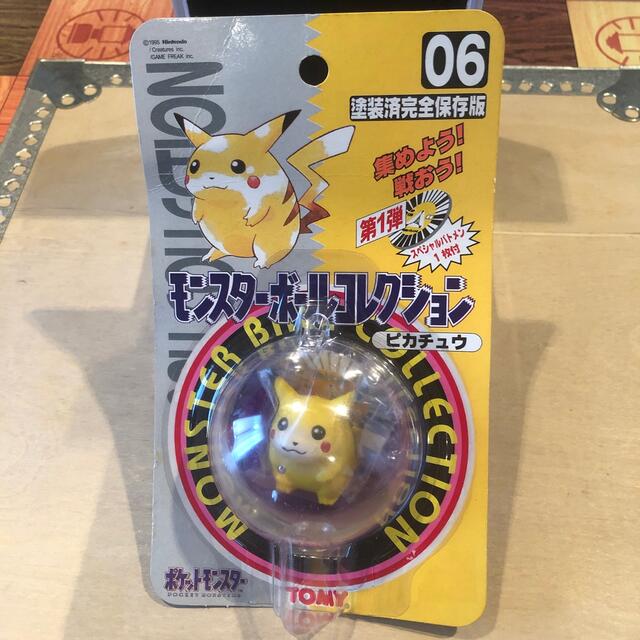 ©1995 Nintendo
/Creatures inc.
/GAME FREAK inc.
06
塗装済完全保存版
集めよう!
戦おう!
第1弾
スペシャルバトメン
1枚付
モンスターボールコレクション
ピカチュウ
MONSTER BALL COLLECTION
ポケットモンスター
POCKET MONSTERS
TOMY